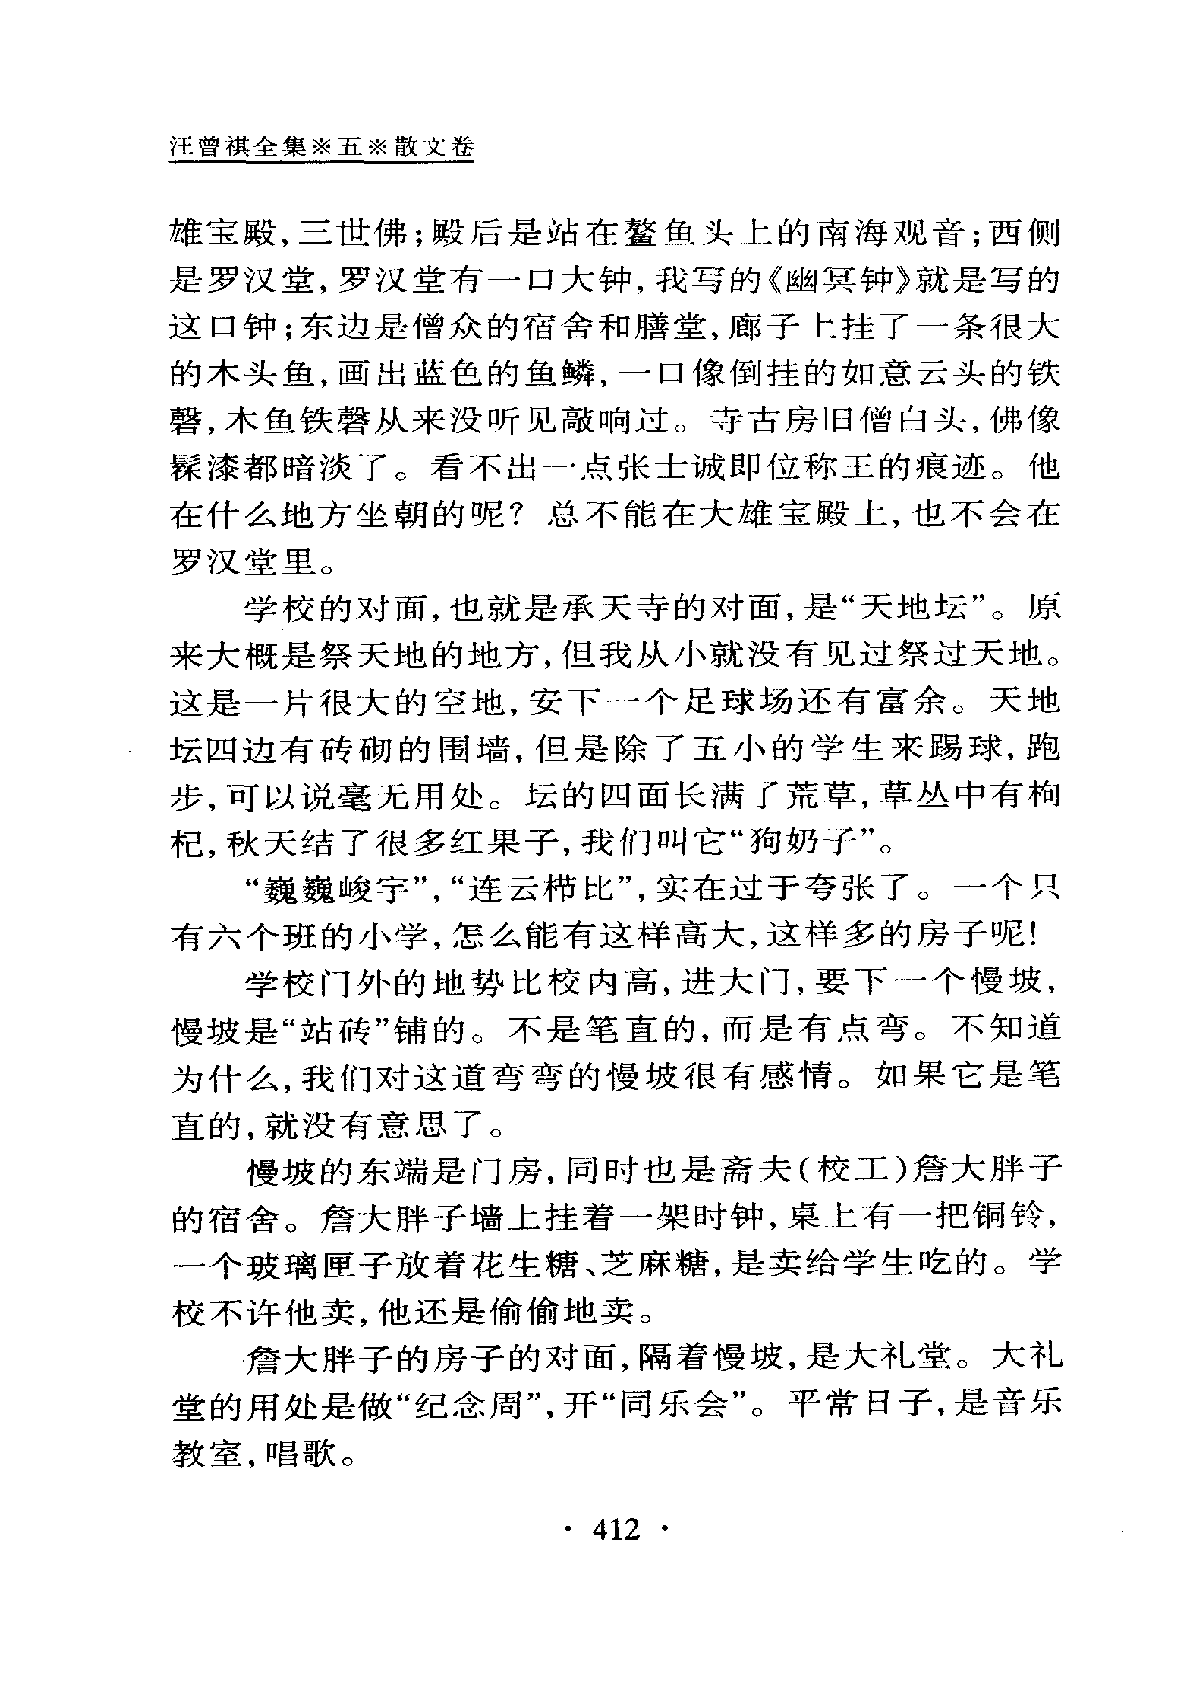 汪曾祺全集※五※散文卷
雄宝殿,三世佛;殿后是站在鳌鱼头上的南海观音;西侧
是罗汉堂,罗汉堂有一口大钟,我写的《幽冥钟》就是写的
这口钟;东边是僧众的宿舍和膳堂,廊子上挂了一条很大
的木头鱼,画出蓝色的鱼鳞,一口像倒挂的如意云头的铁
磬,木鱼铁磬从来没听见敲响过。寺古房旧僧白头,佛像
髹漆都暗淡了。看不出一点张士诚即位称王的痕迹。他
在什么地方坐朝的呢?总不能在大雄宝殿上,也不会在
罗汉堂里。
学校的对面,也就是承天寺的对面,是“天地坛”。原
来大概是祭天地的地方,但我从小就没有见过祭过天地。
这是一片很大的空地,安下一个足球场还有富余。天地
坛四边有砖砌的围墙,但是除了五小的学生来踢球,跑
步,可以说毫无用处。坛的四面长满了荒草,草丛中有枸
杞,秋天结了很多红果子,我们叫它“狗奶子”。
“巍巍峻宇”,“连云栉比”,实在过于夸张了。一个只
有六个班的小学,怎么能有这样高大,这样多的房子呢!
学校门外的地势比校内高,进大门,要下一个慢坡,
慢坡是“站砖”铺的。不是笔直的,而是有点弯。不知道
为什么,我们对这道弯弯的慢坡很有感情。如果它是笔
直的,就没有意思了。
慢坡的东端是门房,同时也是斋夫(校工)詹大胖子
的宿舍。詹大胖子墙上挂着一架时钟,桌上有一把铜铃,
一个玻璃匣子放着花生糖、芝麻糖,是卖给学生吃的。学
校不许他卖,他还是偷偷地卖。
詹大胖子的房子的对面,隔着慢坡,是大礼堂。大礼
堂的用处是做“纪念周”,开“同乐会”。平常日子,是音乐
教室,唱歌。
· 412 ·